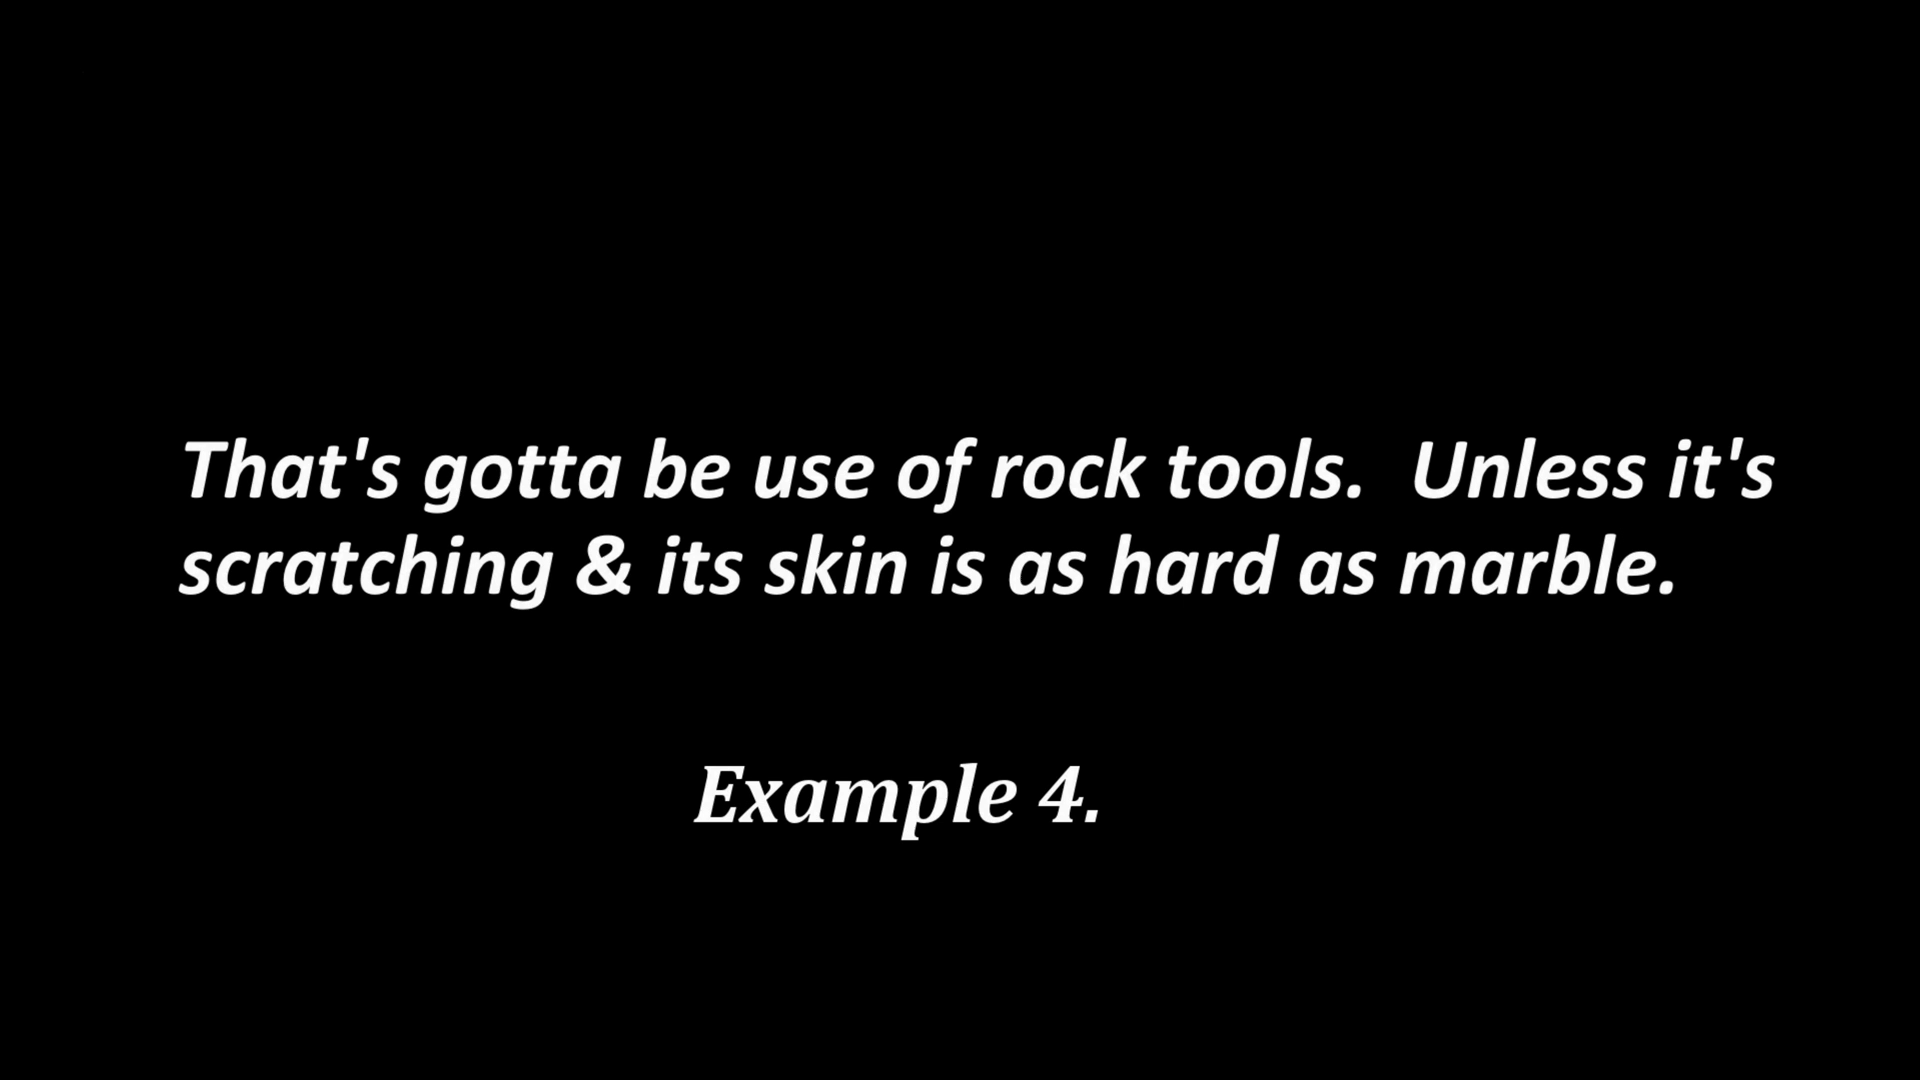 That's gotta be use of rock tools.  Unless it's
scratching & its skin is as hard as marble.
Example 4.